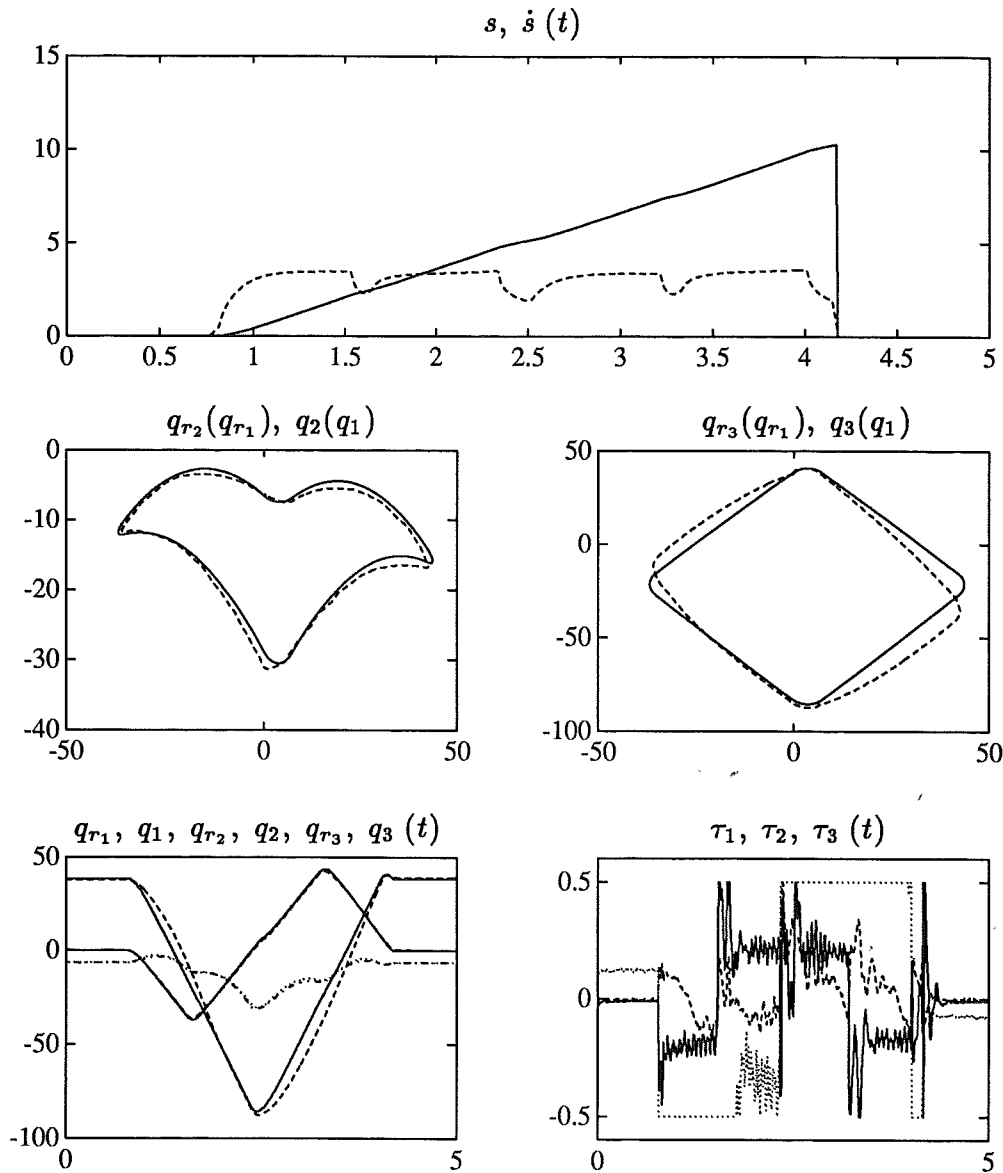 s, ṡ (t)
15
10
5
0
0 0.5 1 1.5 2 2.5 3 3.5 4 4.5 5
q_{r_2}(q_{r_1}), q_2(q_1)
0
-10
-20
-30
-40
-50 0 50
q_{r_3}(q_{r_1}), q_3(q_1)
50
0
-50
-100
-50 0 50
q_{r_1}, q_1, q_{r_2}, q_2, q_{r_3}, q_3 (t)
50
0
-50
-100
0 5
τ_1, τ_2, τ_3 (t)
0.5
0
-0.5
0 5